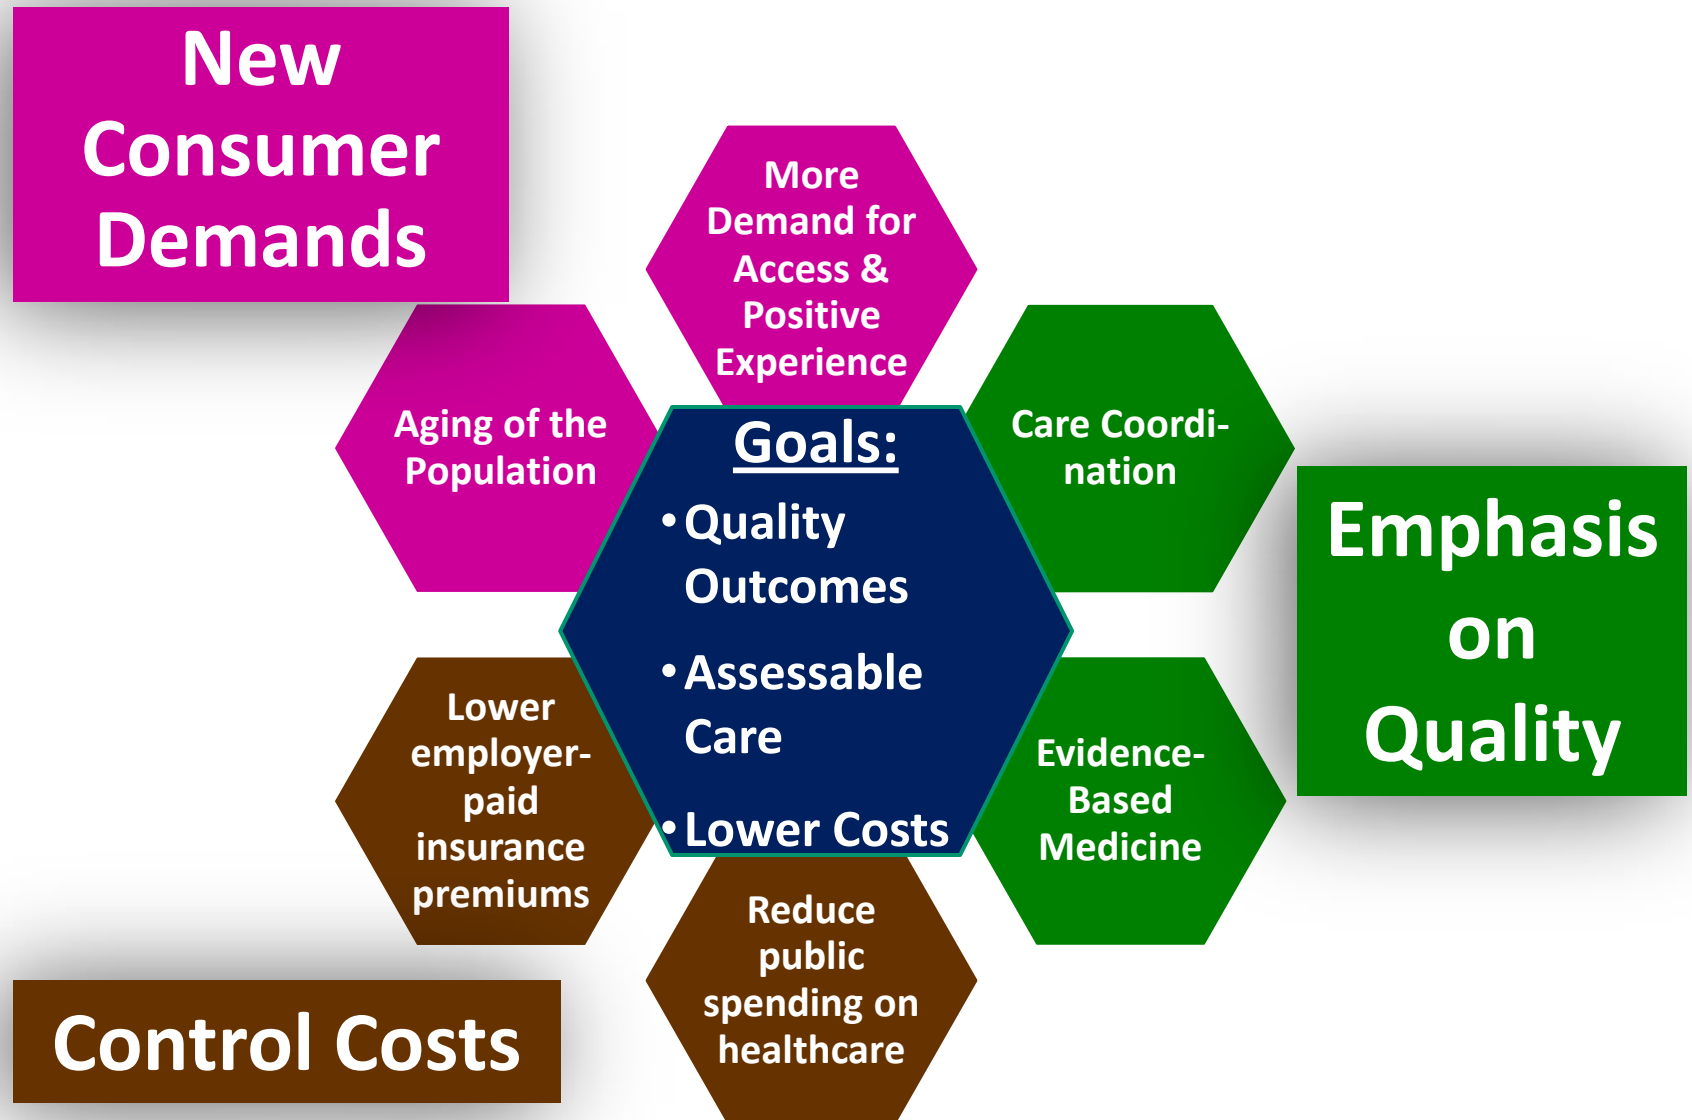 New
Consumer
Demands
More
Demand for
Access &
Positive
Experience
Aging of the
Population
Care Coordi-
nation
Goals:
• Quality
Outcomes
• Assessable
Care
• Lower Costs
Emphasis
on
Quality
Lower
employer-
paid
insurance
premiums
Evidence-
Based
Medicine
Reduce
public
spending on
healthcare
Control Costs